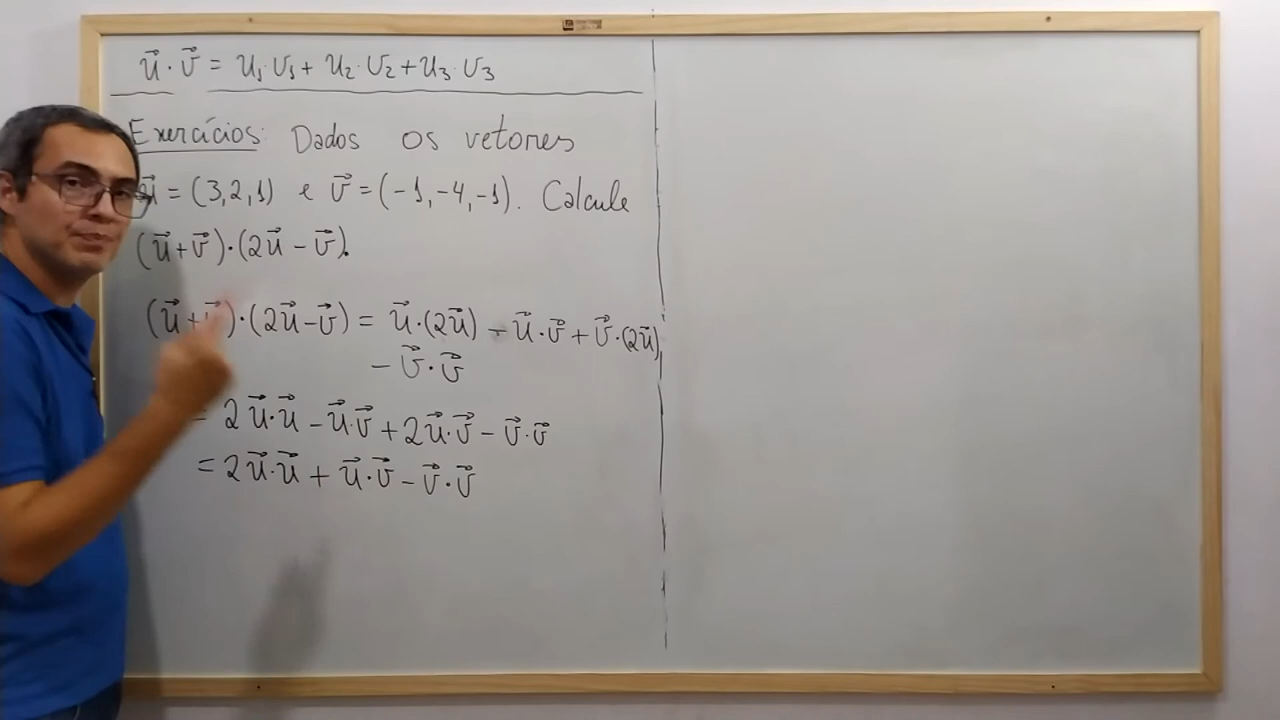 u⃗ · v⃗ = u₁·v₁ + u₂·v₂ + u₃·v₃
Exercícios: Dados os vetores
u⃗ = (3,2,1) e v⃗ = (-1,-4,-1). Calcule
(u⃗+v⃗)·(2u⃗ - v⃗).
(u⃗+v⃗)·(2u⃗-v⃗) = u⃗·(2u⃗) - u⃗·v⃗ + v⃗·(2u⃗)
- v⃗·v⃗
= 2u⃗·u⃗ - u⃗·v⃗ + 2u⃗·v⃗ - v⃗·v⃗
= 2u⃗·u⃗ + u⃗·v⃗ - v⃗·v⃗